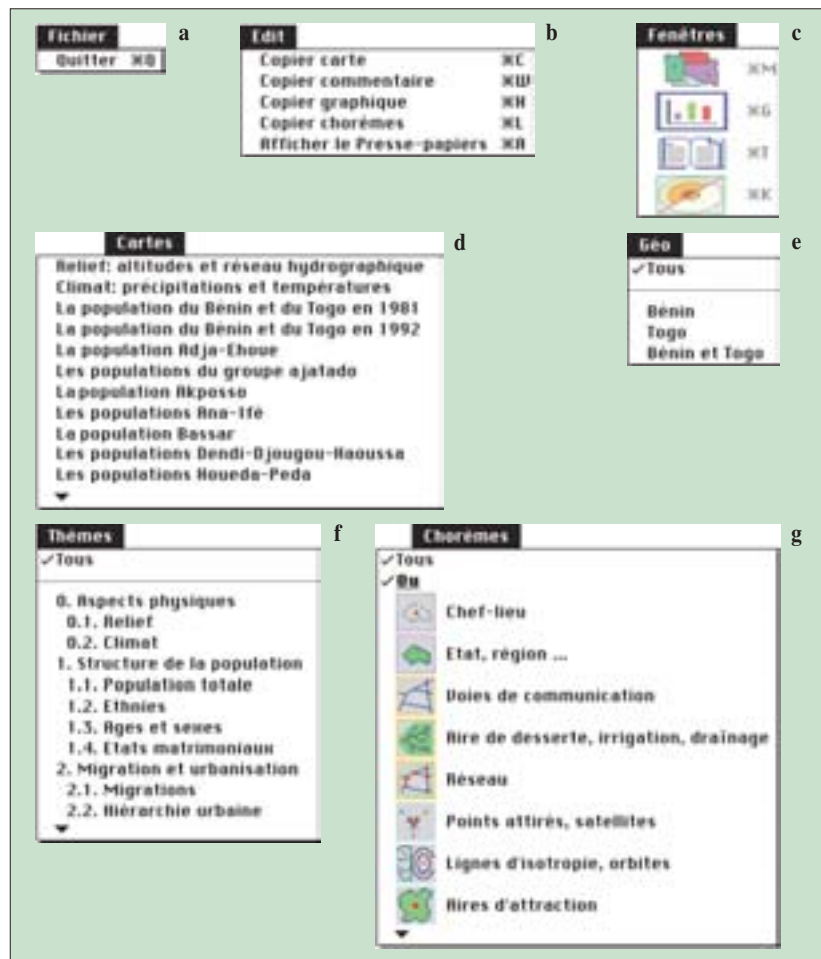 Fichier
a
Quitter ⌘Q
Edit
b
Copier carte ⌘C
Copier commentaire ⌘W
Copier graphique ⌘H
Copier chorèmes ⌘L
Afficher le Presse-papiers ⌘A
Fenêtres
c
⌘M
⌘G
⌘T
⌘K
Cartes
d
Relief: altitudes et réseau hydrographique
Climat: précipitations et températures
La population du Bénin et du Togo en 1981
La population du Bénin et du Togo en 1992
La population Adja-Ehoue
Les populations du groupe ajatado
La population Akposso
Les populations Ana-Ifé
La population Bassar
Les populations Dendi-Djougou-Haoussa
Les populations Houeda-Peda
Géo
e
✓Tous
Bénin
Togo
Bénin et Togo
Thèmes
f
✓Tous
0. Aspects physiques
0.1. Relief
0.2. Climat
1. Structure de la population
1.1. Population totale
1.2. Ethnies
1.3. Ages et sexes
1.4. Etats matrimoniaux
2. Migration et urbanisation
2.1. Migrations
2.2. Hiérarchie urbaine
Chorèmes
g
✓Tous
✓Ou
Chef-lieu
Etat, région ...
Voies de communication
Aire de desserte, irrigation, draînage
Réseau
Points attirés, satellites
Lignes d'isotropie, orbites
Aires d'attraction